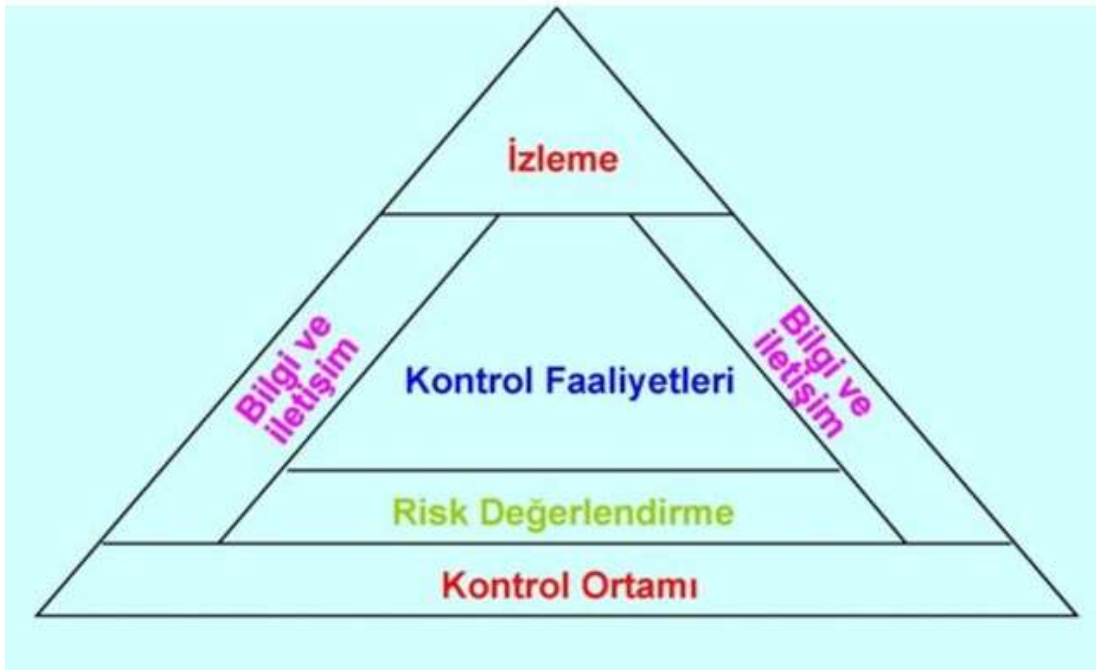 İzleme
Bilgi ve
iletişim
Bilgi ve
iletişim
Kontrol Faaliyetleri
Risk Değerlendirme
Kontrol Ortamı